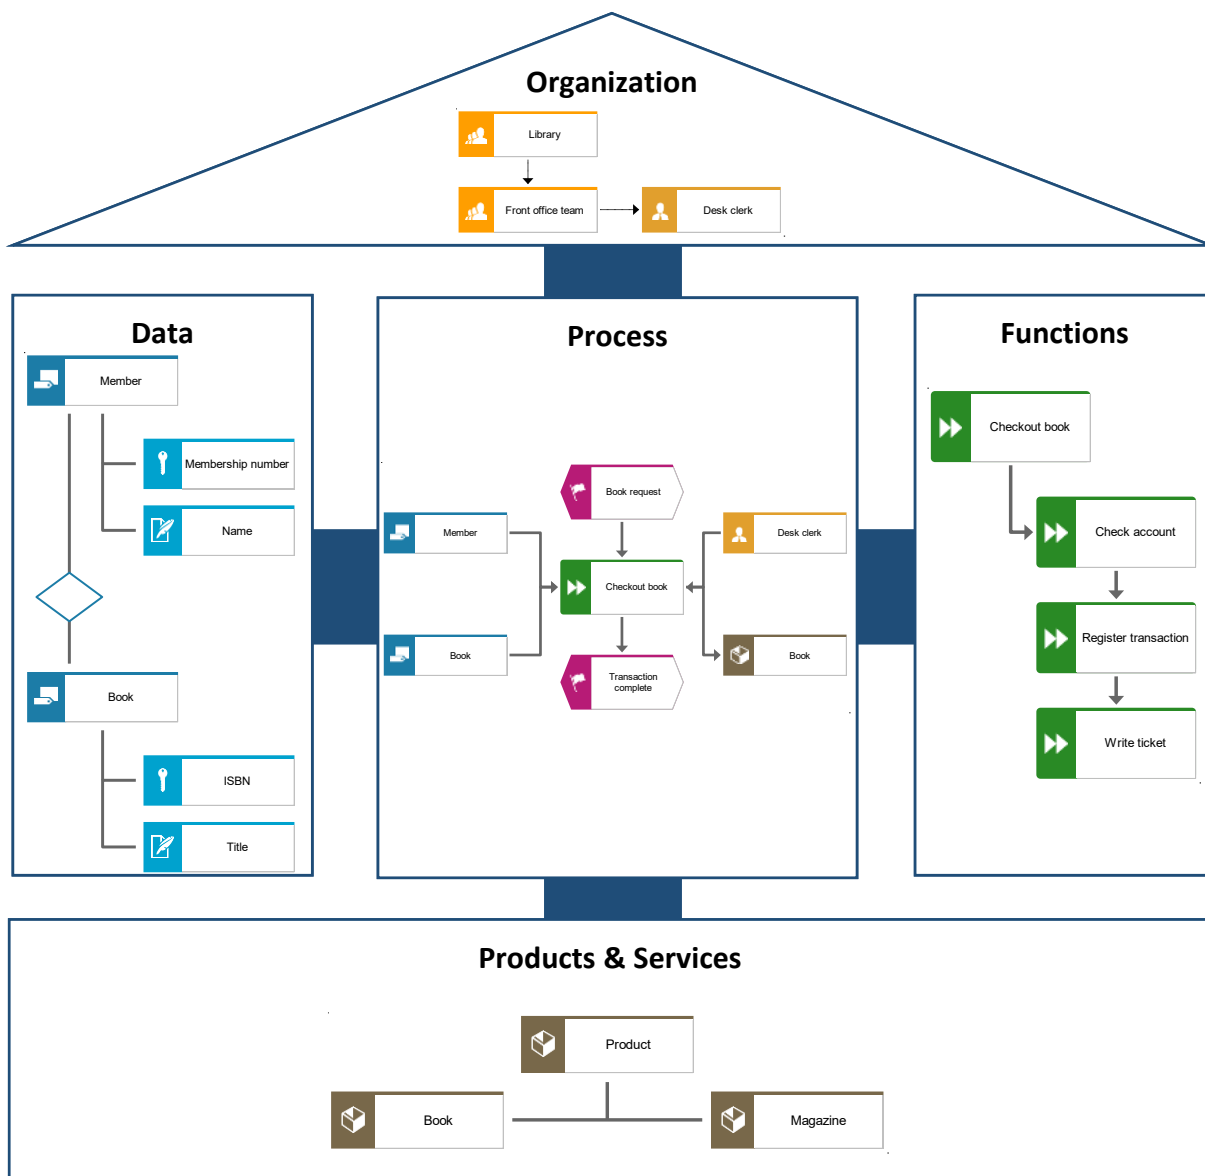 Organization
Library
Front office team
Desk clerk
Data
Member
Membership number
Name
Book
ISBN
Title
Process
Book request
Member
Desk clerk
Checkout book
Book
Book
Transaction
complete
Functions
Checkout book
Check account
Register transaction
Write ticket
Products & Services
Product
Book
Magazine